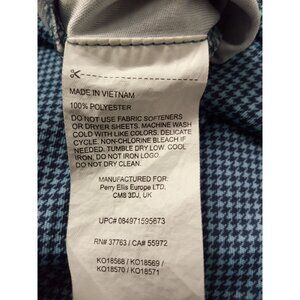 MADE IN VIETNAM
100% POLYESTER
DO NOT USE FABRIC SOFTENERS
OR DRYER SHEETS. MACHINE WASH
COLD WITH LIKE COLORS. DELICATE
CYCLE. NON-CHLORINE BLEACH IF
NEEDED. TUMBLE DRY LOW. COOL
IRON. DO NOT IRON LOGO.
DO NOT DRY CLEAN.
MANUFACTURED FOR:
Perry Ellis Europe LTD.
CM8 3DJ, UK
UPC# 084971595673
RN# 37763 / CA# 55972
KO18568 / KO18569 /
KO18570 / KO18571